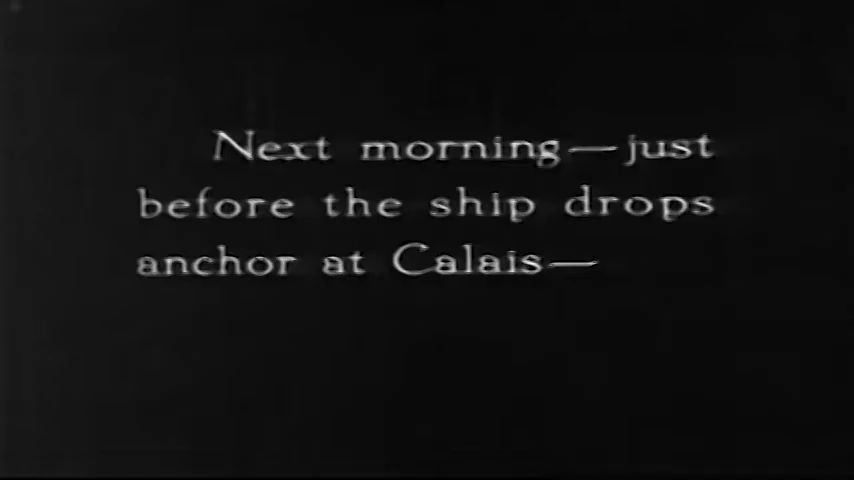 Next morning—just
before the ship drops
anchor at Calais—